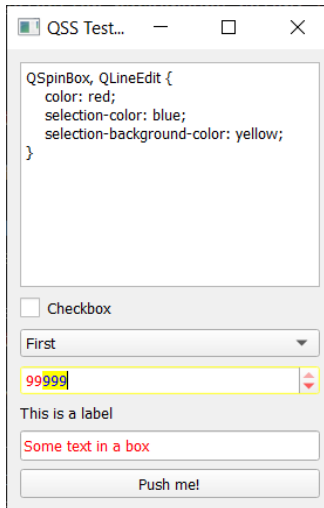 QSS Test...
QSpinBox, QLineEdit {
    color: red;
    selection-color: blue;
    selection-background-color: yellow;
}
Checkbox
First
99999
This is a label
Some text in a box
Push me!